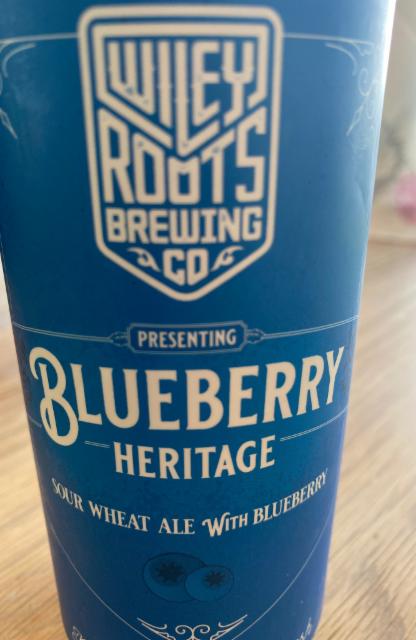 WILEY
ROOTS
BREWING
CO
PRESENTING
BLUEBERRY
HERITAGE
SOUR WHEAT ALE WITH BLUEBERRY